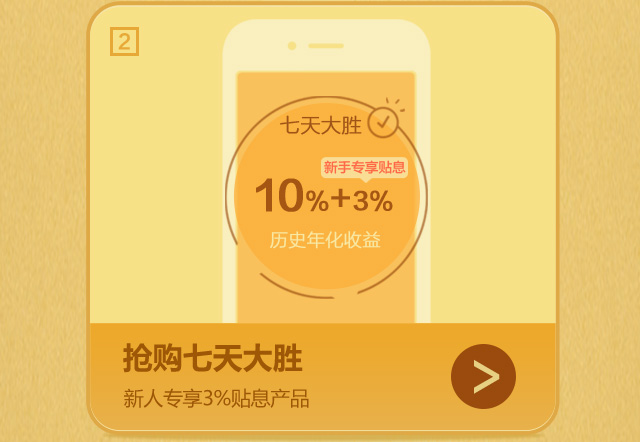 2
七天大胜
新手专享贴息
10%+3%
历史年化收益
抢购七天大胜
新人专享3%贴息产品
>